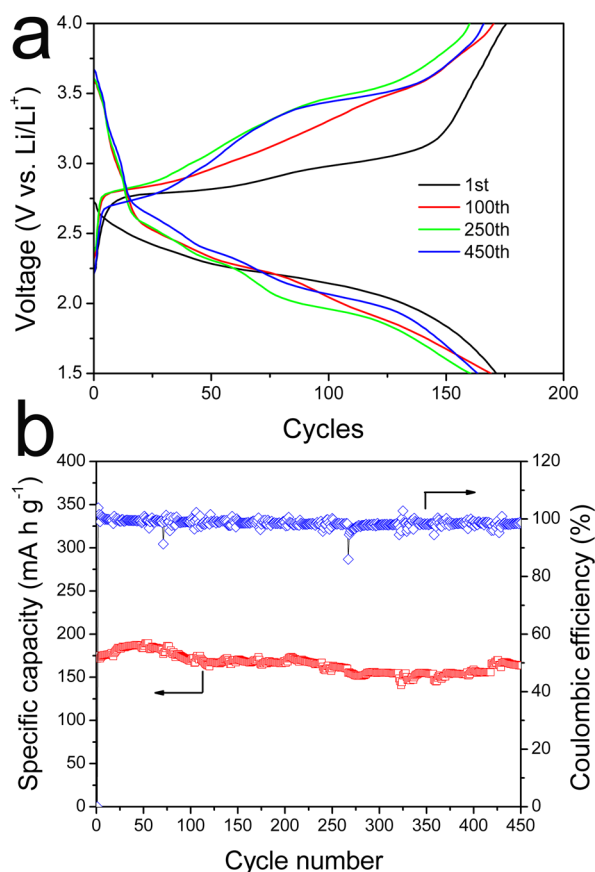 a
4.0
3.5
3.0
2.5
2.0
1.5
Voltage (V vs. Li/Li⁺)
1st
100th
250th
450th
0 50 100 150 200
Cycles
b
400
350
300
250
200
150
100
50
0
Specific capacity (mA h g⁻¹)
120
100
80
60
40
20
0
Coulombic efficiency (%)
0 50 100 150 200 250 300 350 400 450
Cycle number